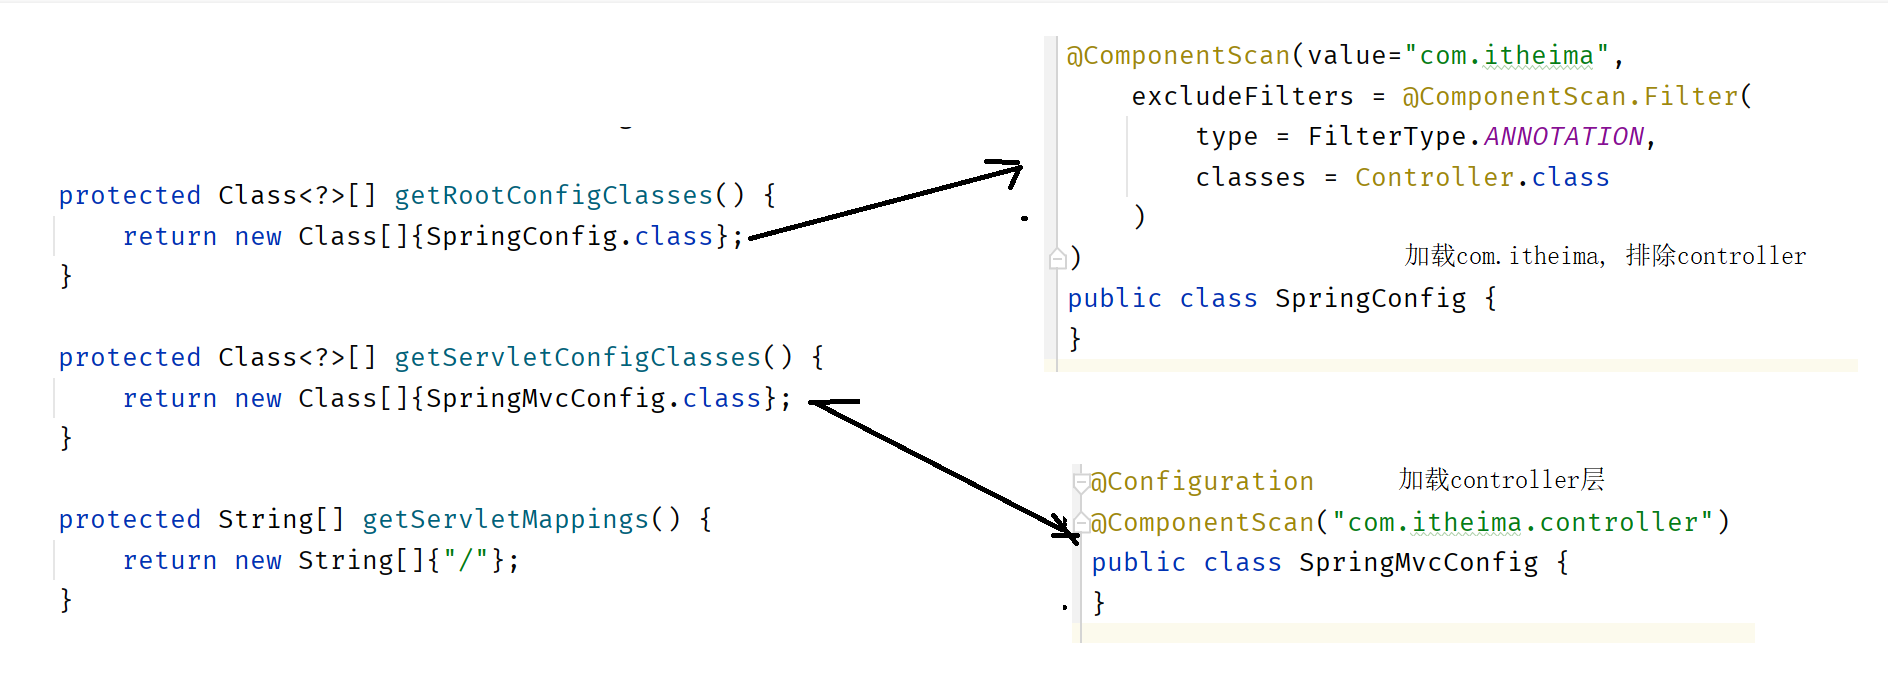 protected Class<?>[] getRootConfigClasses() {
    return new Class[]{SpringConfig.class};
}
protected Class<?>[] getServletConfigClasses() {
    return new Class[]{SpringMvcConfig.class};
}
protected String[] getServletMappings() {
    return new String[]{"/"};
}
@ComponentScan(value="com.itheima",
    excludeFilters = @ComponentScan.Filter(
        type = FilterType.ANNOTATION,
        classes = Controller.class
    )
)
加载com.itheima, 排除controller
public class SpringConfig {
}
@Configuration
加载controller层
@ComponentScan("com.itheima.controller")
public class SpringMvcConfig {
}